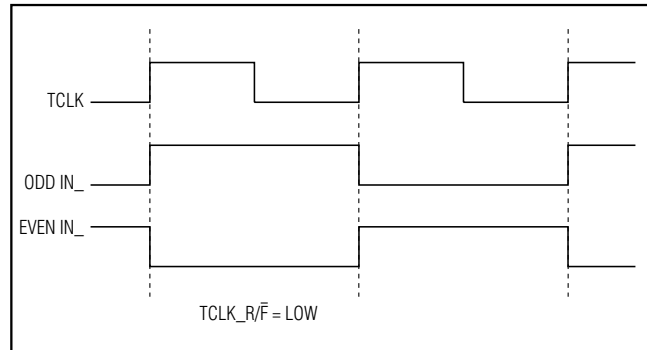 TCLK
ODD IN_
EVEN IN_
TCLK_R/F̅ = LOW